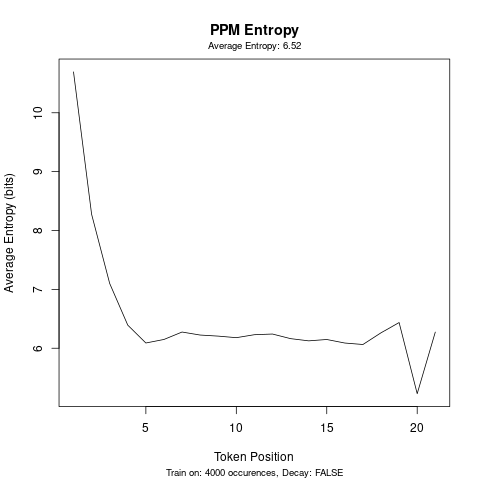 PPM Entropy
Average Entropy: 6.52
Average Entropy (bits)
10
9
8
7
6
5
10
15
20
Token Position
Train on: 4000 occurences, Decay: FALSE